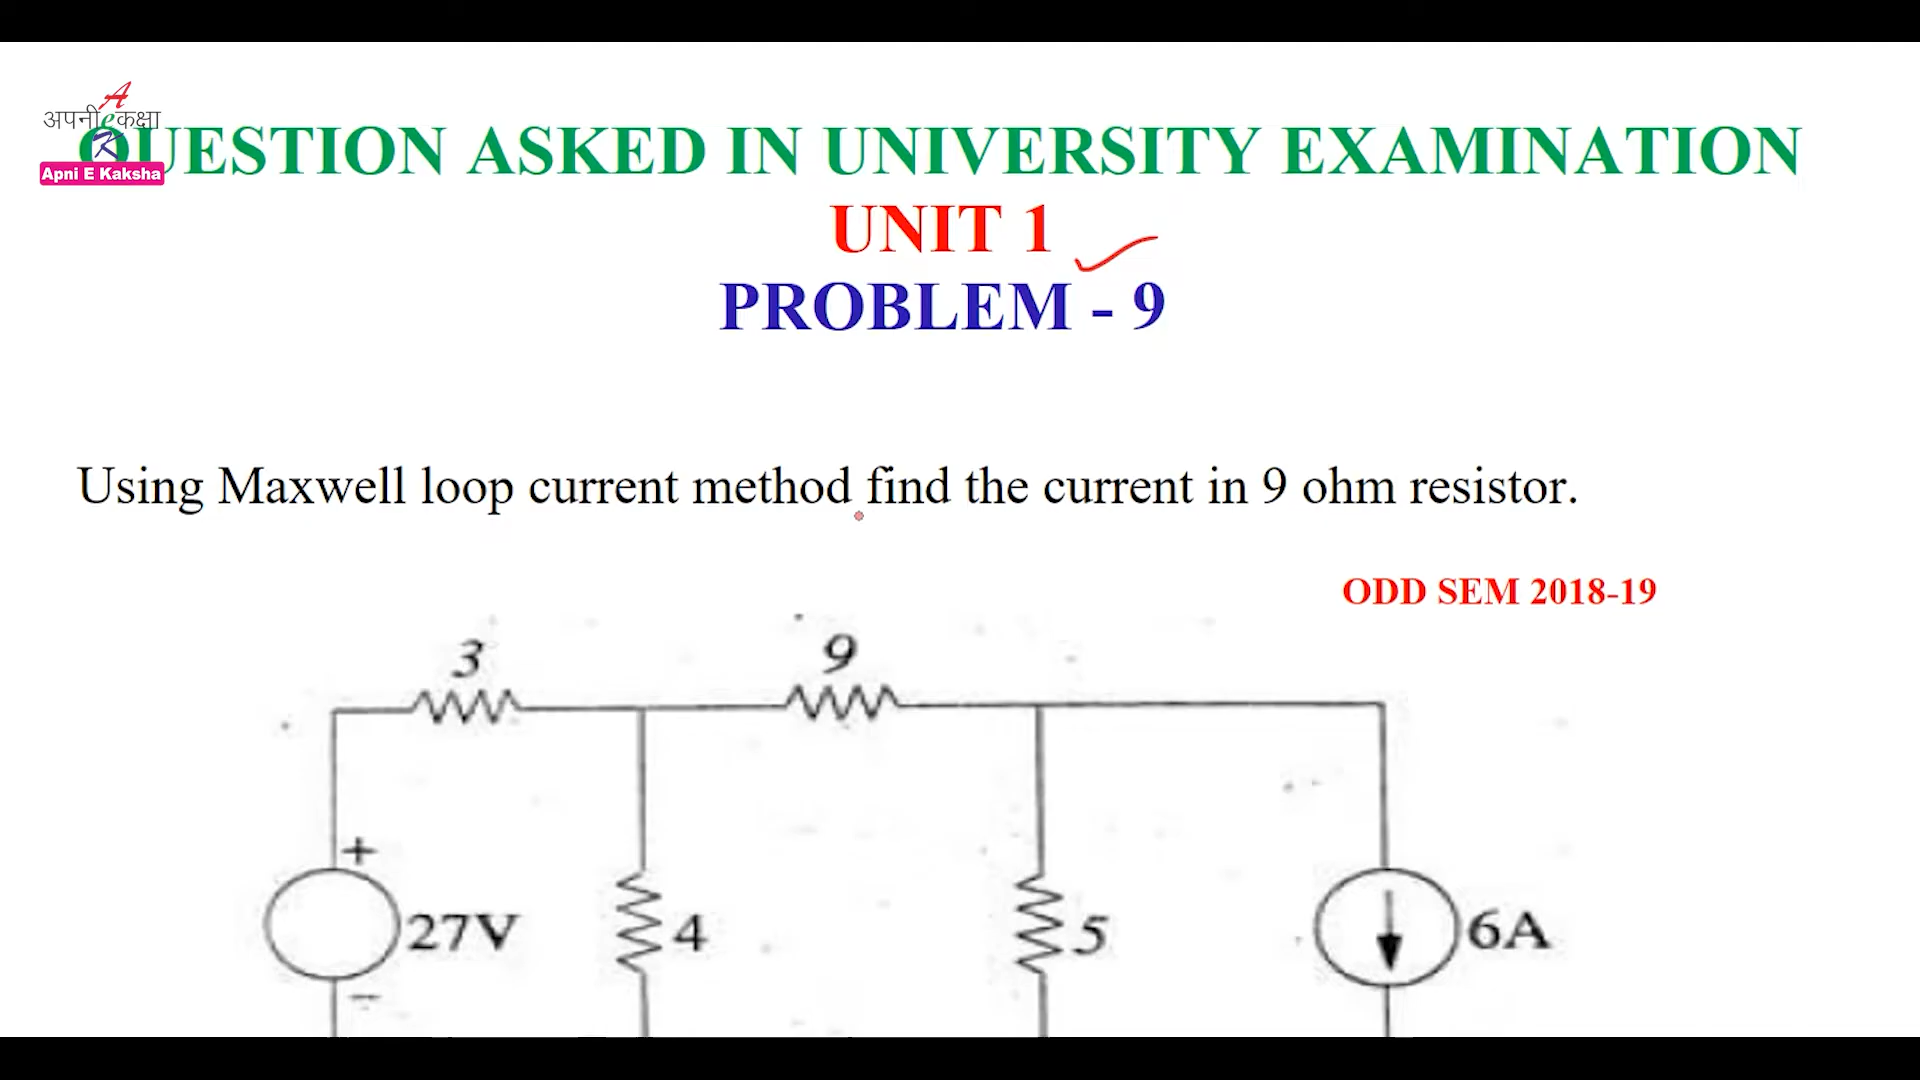 A
अपनी e कक्षा
K
Apni E Kaksha
QUESTION ASKED IN UNIVERSITY EXAMINATION
UNIT 1
PROBLEM - 9
Using Maxwell loop current method find the current in 9 ohm resistor.
ODD SEM 2018-19
3
9
+
27V
4
5
6A
−